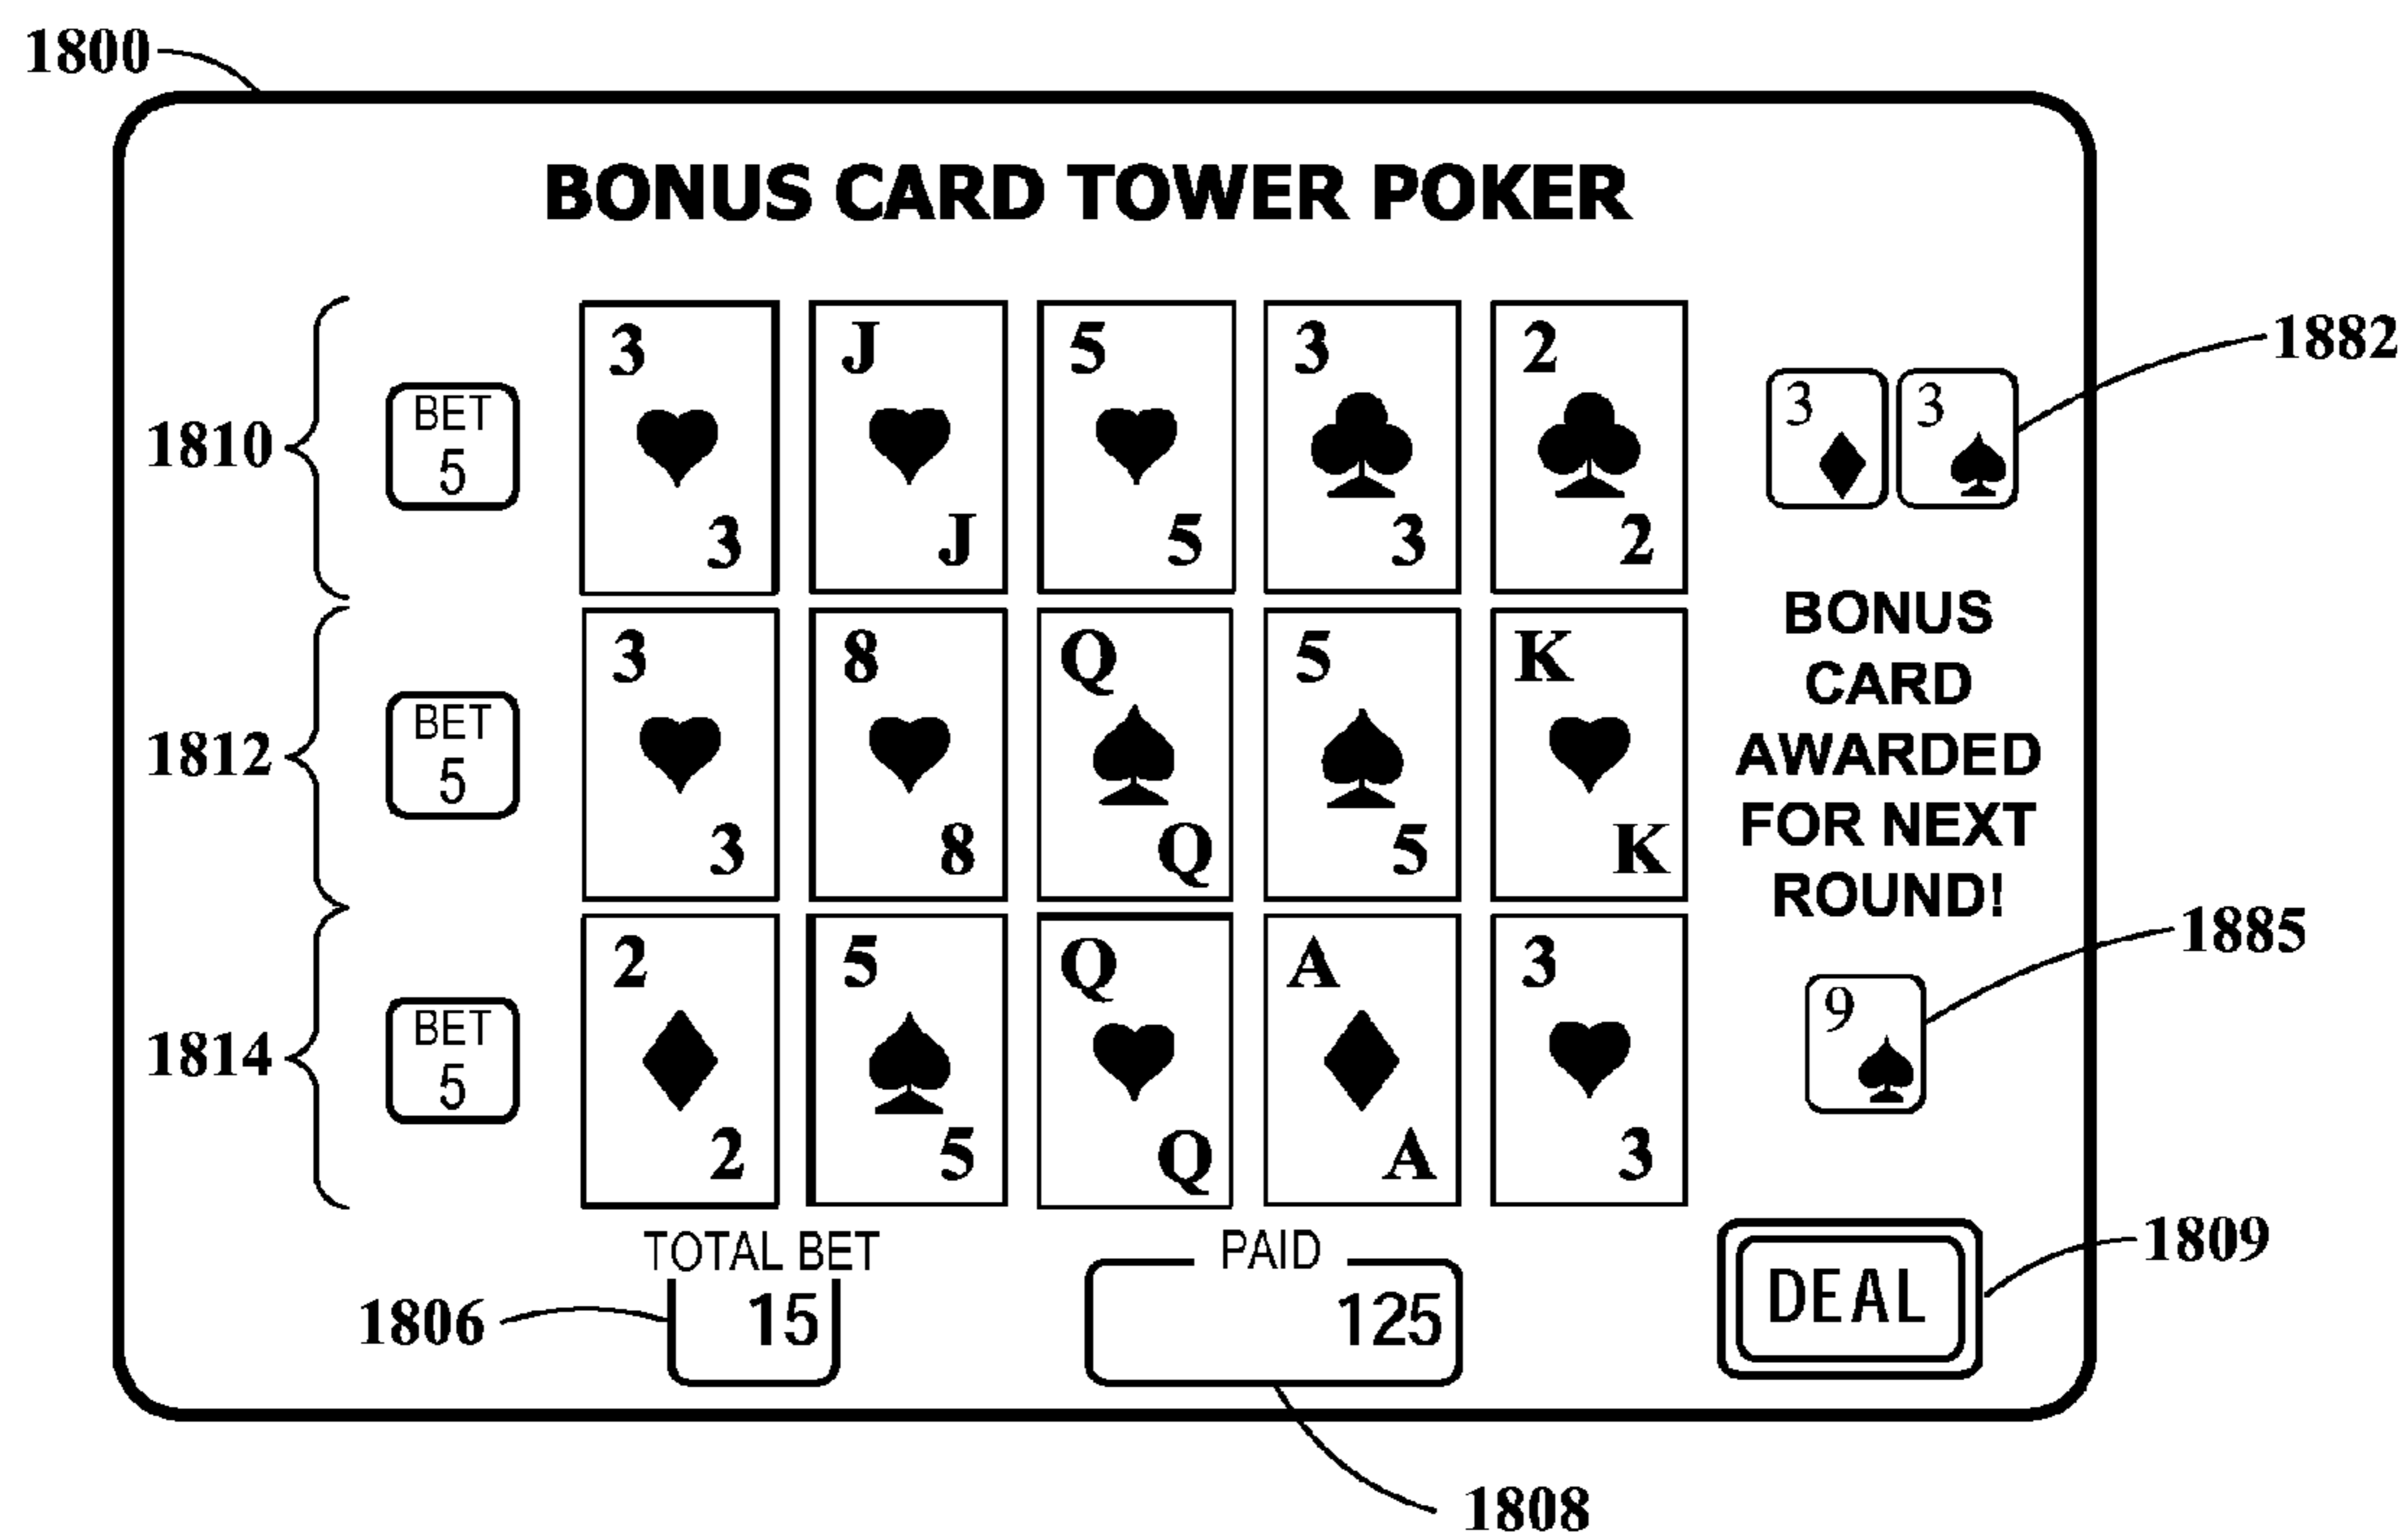 1800
BONUS CARD TOWER POKER
3 J 5 3 2
3 3
1882
BET
5
1810
3 J 5 3 2
BONUS
CARD
AWARDED
FOR NEXT
ROUND!
3 8 Q 5 K
BET
5
1812
3 8 Q 5 K
2 5 Q A 3
1885
9
BET
5
1814
2 5 Q A 3
TOTAL BET
15
1806
PAID
125
1808
DEAL
1809